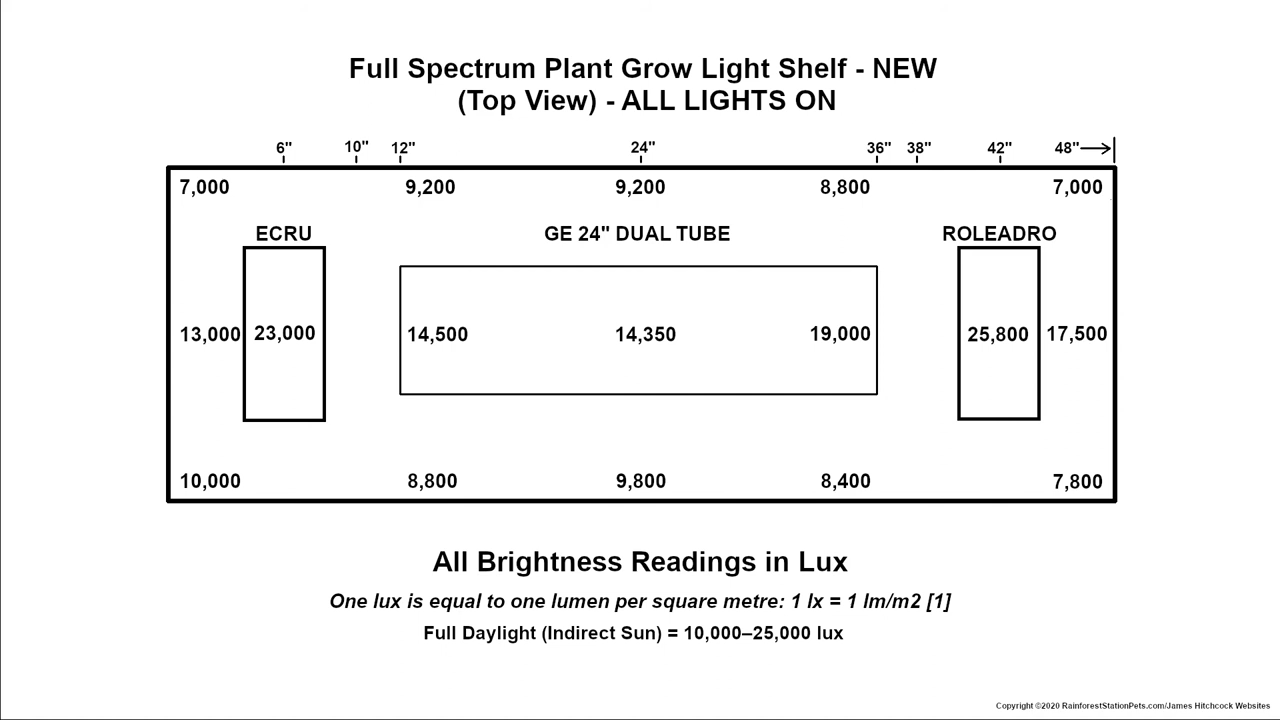 Full Spectrum Plant Grow Light Shelf - NEW
(Top View) - ALL LIGHTS ON
6" 10" 12" 24" 36" 38" 42" 48"
7,000 9,200 9,200 8,800 7,000
ECRU GE 24" DUAL TUBE ROLEADRO
13,000 23,000 14,500 14,350 19,000 25,800 17,500
10,000 8,800 9,800 8,400 7,800
All Brightness Readings in Lux
One lux is equal to one lumen per square metre: 1 lx = 1 lm/m2 [1]
Full Daylight (Indirect Sun) = 10,000–25,000 lux
Copyright ©2020 RainforestStationPets.com/James Hitchcock Websites